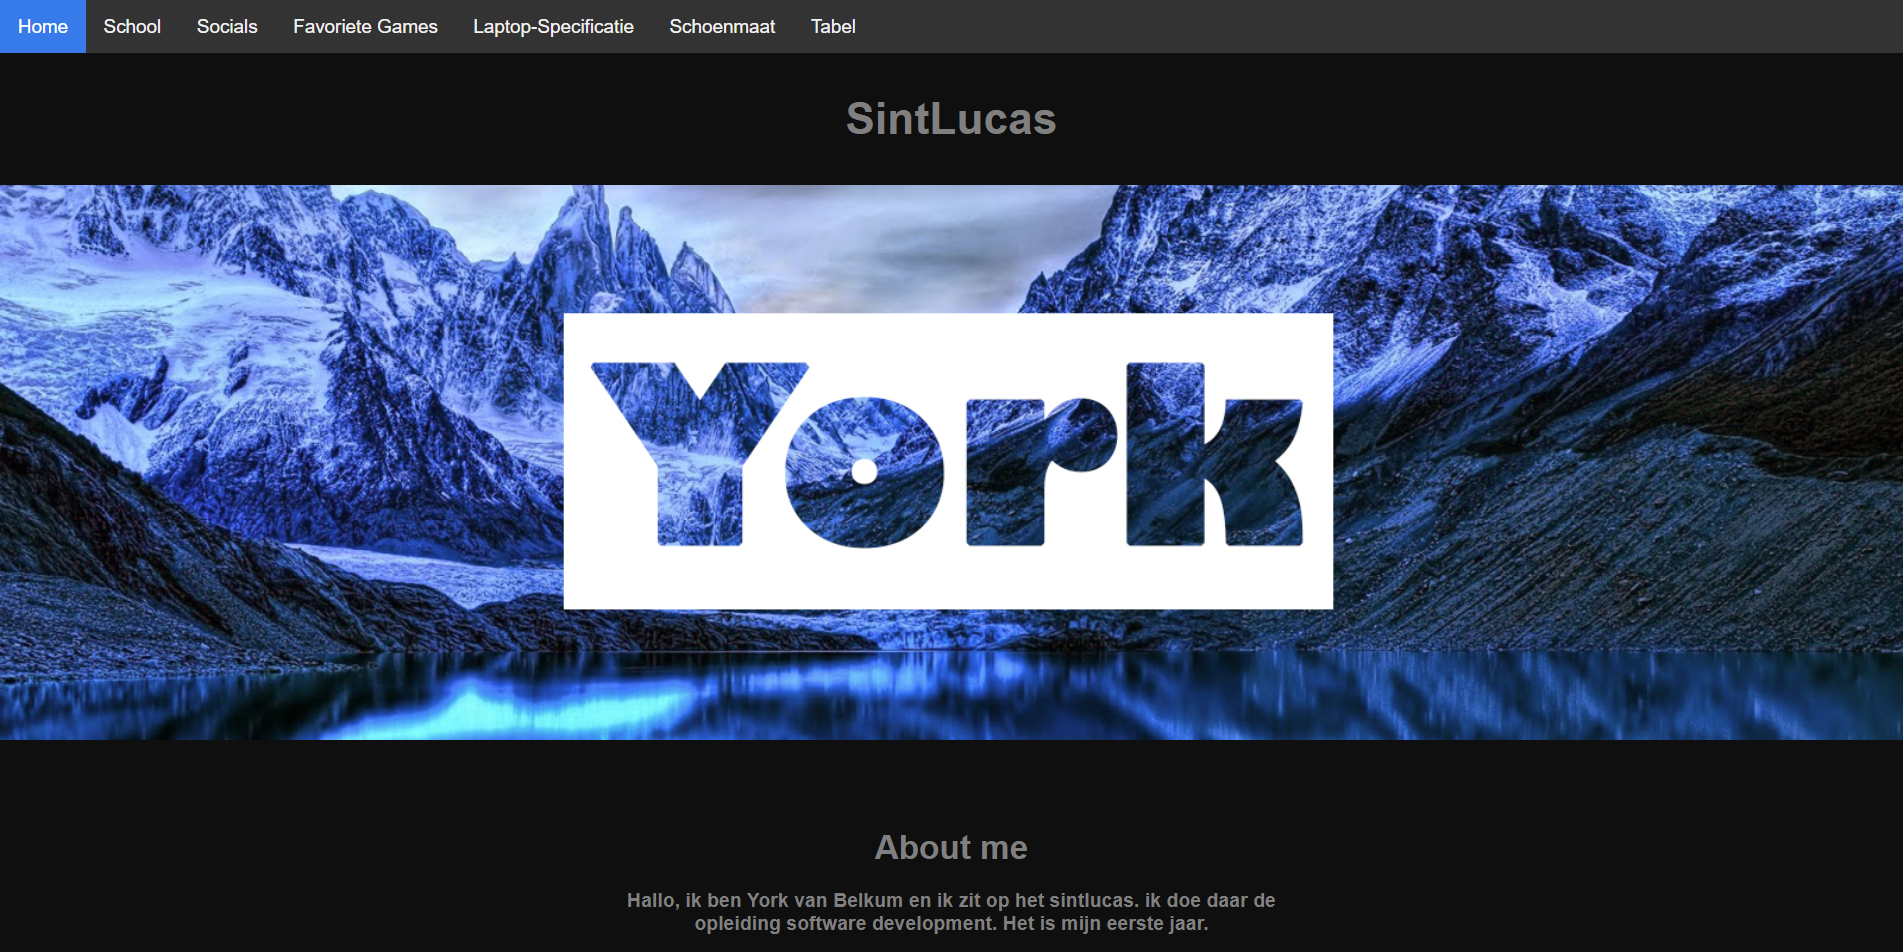 Home School Socials Favoriete Games Laptop-Specificatie Schoenmaat Tabel
SintLucas
York
About me
Hallo, ik ben York van Belkum en ik zit op het sintlucas. ik doe daar de
opleiding software development. Het is mijn eerste jaar.